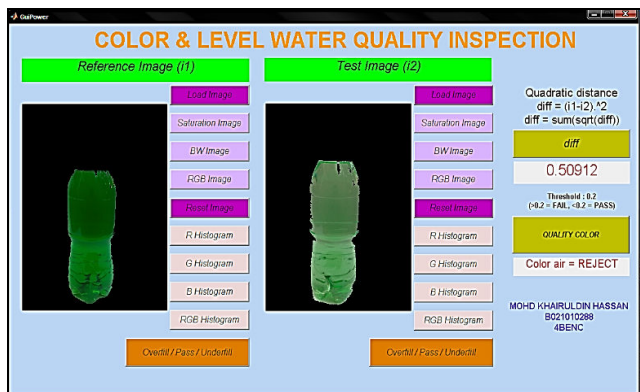 GuiPower
COLOR & LEVEL WATER QUALITY INSPECTION
Reference Image (i1)
Load Image
Saturation Image
BW Image
RGB Image
Reset Image
R Histogram
G Histogram
B Histogram
RGB Histogram
Overfill / Pass / Underfill
Test Image (i2)
Load Image
Saturation Image
BW Image
RGB Image
Reset Image
R Histogram
G Histogram
B Histogram
RGB Histogram
Overfill / Pass / Underfill
Quadratic distance
diff = (i1-i2).^2
diff = sum(sqrt(diff))
diff
0.50912
Threshold : 0.2
(>0.2 = FAIL, <0.2 = PASS)
QUALITY COLOR
Color air = REJECT
MOHD KHAIRULDIN HASSAN
B021010288
4BENC